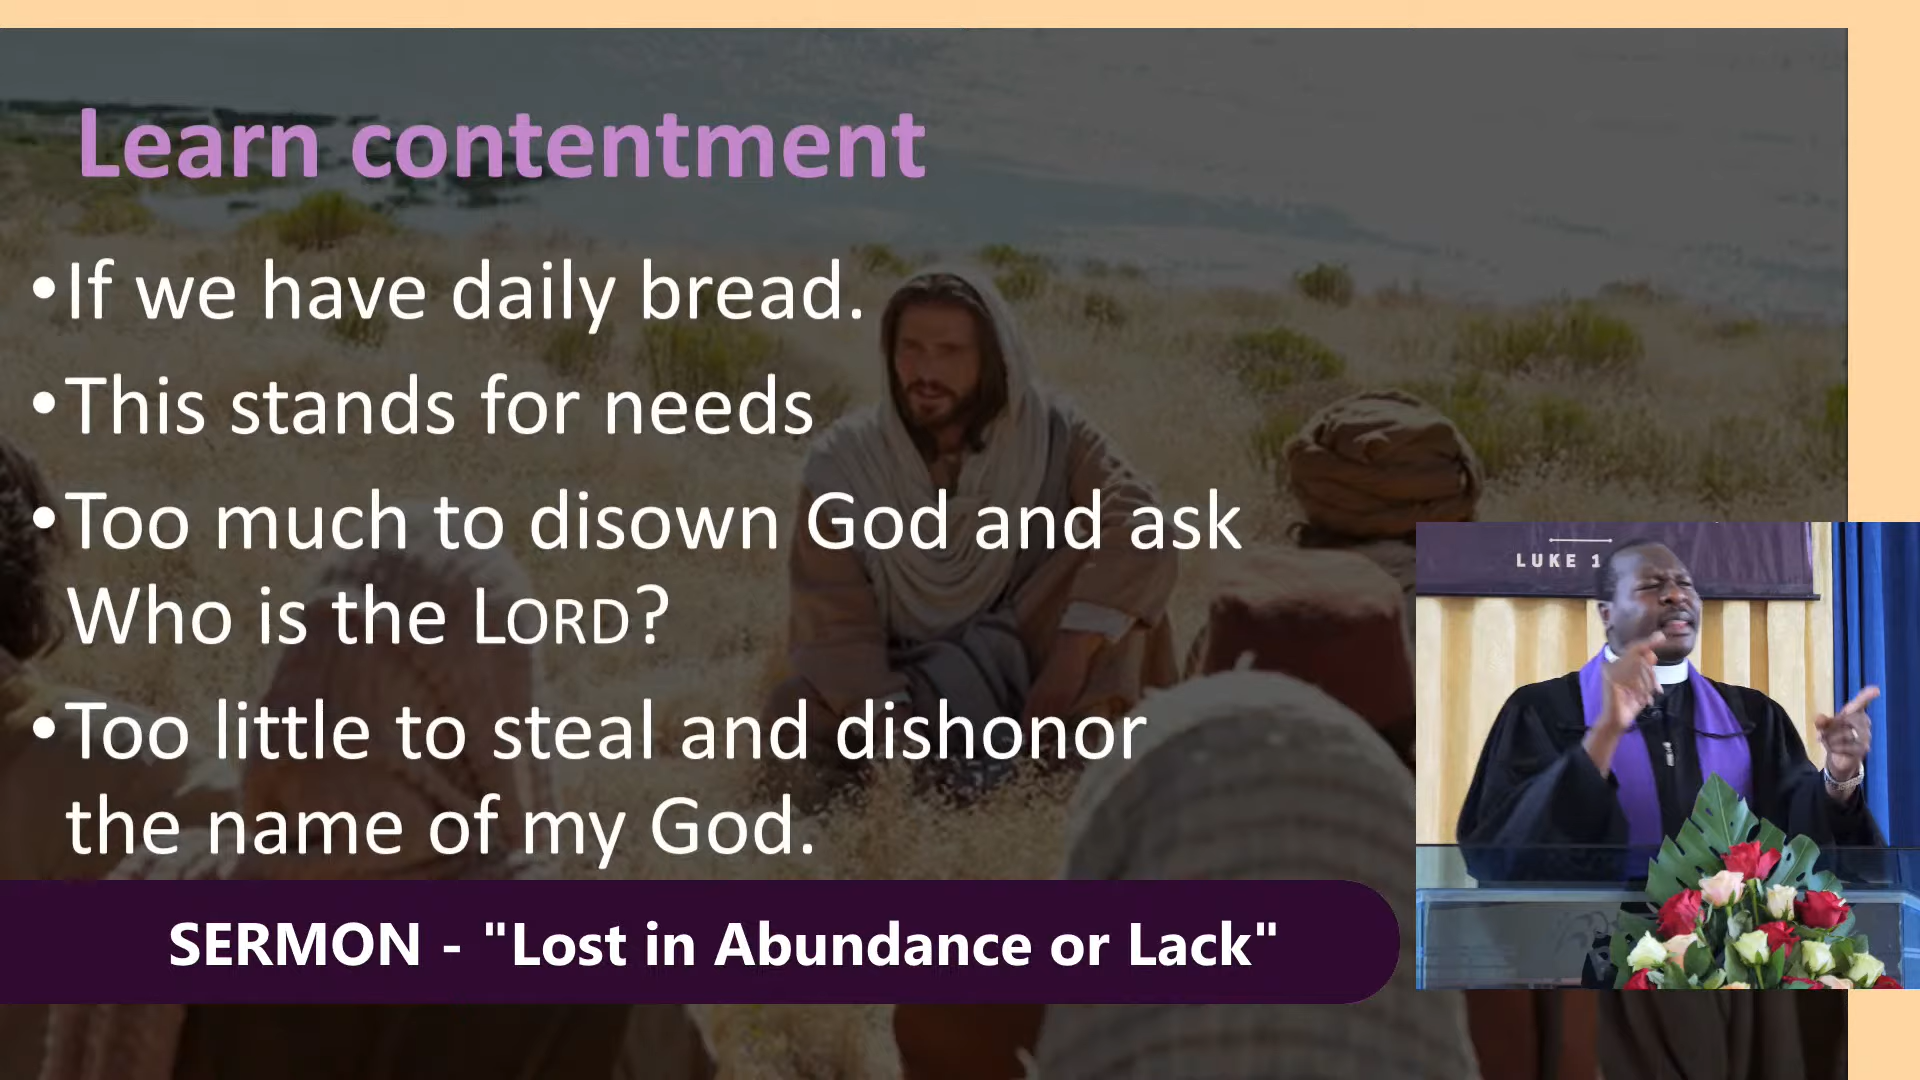 Learn contentment
•If we have daily bread.
•This stands for needs
•Too much to disown God and ask
Who is the LORD?
•Too little to steal and dishonor
the name of my God.
LUKE 1
SERMON - "Lost in Abundance or Lack"